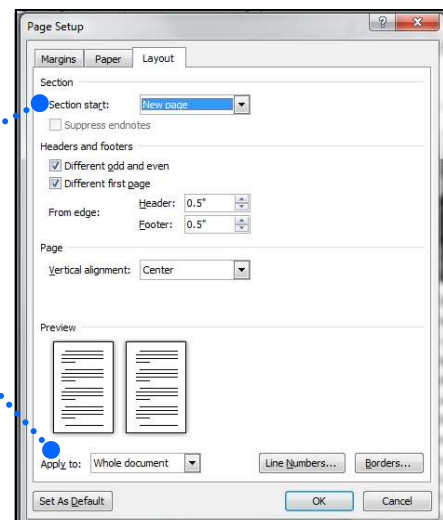 Page Setup
Margins Paper Layout
Section
Section start: New page
Suppress endnotes
Headers and footers
Different odd and even
Different first page
From edge: Header: 0.5"
Footer: 0.5"
Page
Vertical alignment: Center
Preview
Apply to: Whole document Line Numbers... Borders...
Set As Default OK Cancel